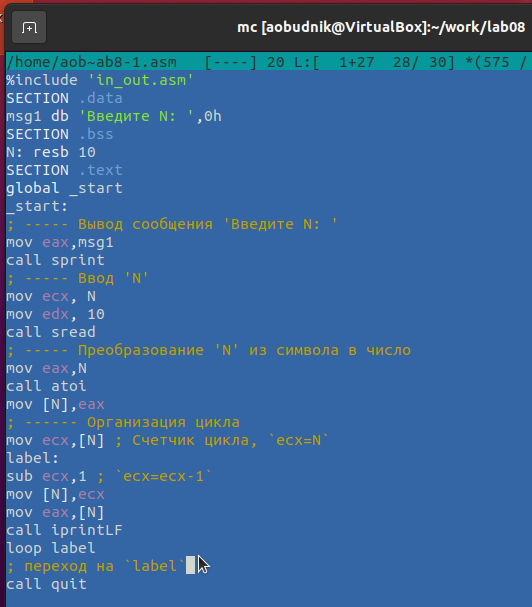 mc [aobudnik@VirtualBox]:~/work/lab08
/home/aob~ab8-1.asm   [----] 20 L:[  1+27  28/ 30] *(575 /
%include 'in_out.asm'
SECTION .data
msg1 db 'Введите N: ',0h
SECTION .bss
N: resb 10
SECTION .text
global _start
_start:
; ----- Вывод сообщения 'Введите N: '
mov eax,msg1
call sprint
; ----- Ввод 'N'
mov ecx, N
mov edx, 10
call sread
; ----- Преобразование 'N' из символа в число
mov eax,N
call atoi
mov [N],eax
; ------ Организация цикла
mov ecx,[N] ; Счетчик цикла, `ecx=N`
label:
sub ecx,1 ; `ecx=ecx-1`
mov [N],ecx
mov eax,[N]
call iprintLF
loop label
; переход на `label`
call quit